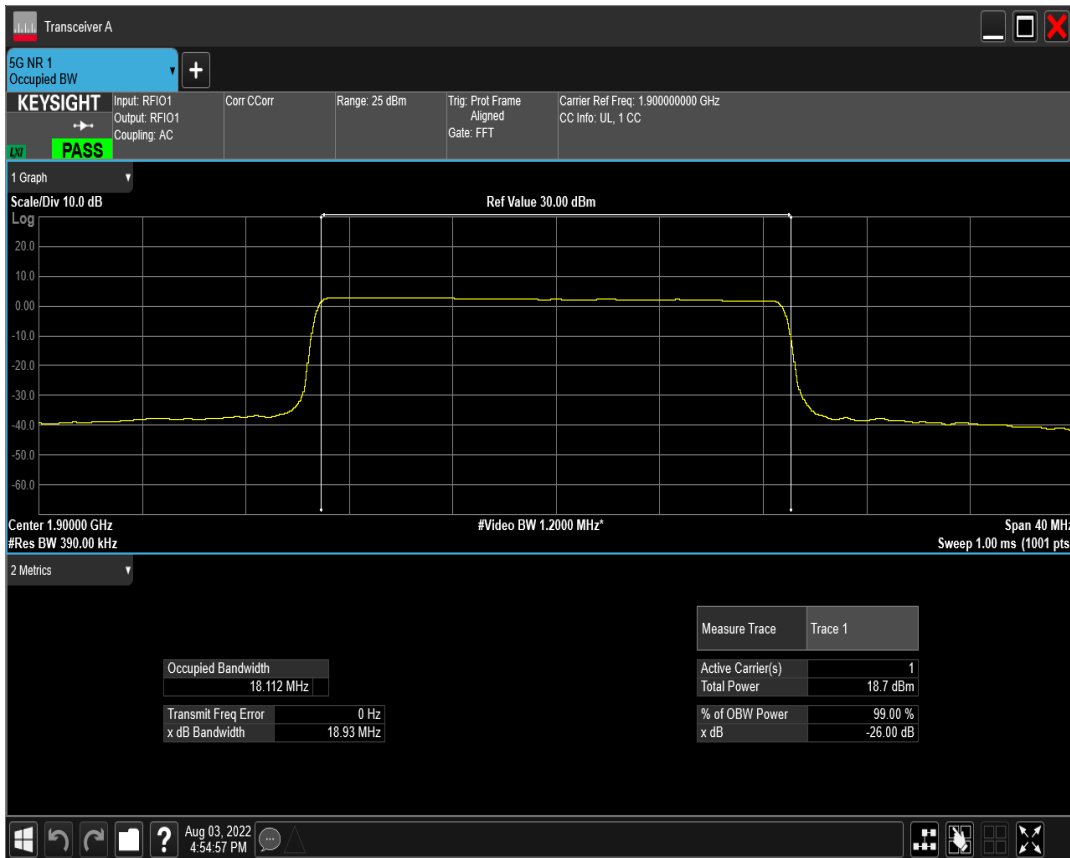 Transceiver A
5G NR 1
Occupied BW
+
KEYSIGHT
Input: RFIO1
Output: RFIO1
Coupling: AC
Corr CCorr
Range: 25 dBm
Trig: Prot Frame
Aligned
Gate: FFT
Carrier Ref Freq: 1.900000000 GHz
CC Info: UL, 1 CC
LXI
PASS
1 Graph
Scale/Div 10.0 dB
Ref Value 30.00 dBm
Log
20.0
10.0
0.00
-10.0
-20.0
-30.0
-40.0
-50.0
-60.0
Center 1.90000 GHz
#Video BW 1.2000 MHz*
Span 40 MHz
#Res BW 390.00 kHz
Sweep 1.00 ms (1001 pts
2 Metrics
Measure Trace
Trace 1
Occupied Bandwidth
18.112 MHz
Active Carrier(s)
1
Total Power
18.7 dBm
Transmit Freq Error
0 Hz
x dB Bandwidth
18.93 MHz
% of OBW Power
99.00 %
x dB
-26.00 dB
?
Aug 03, 2022
4:54:57 PM